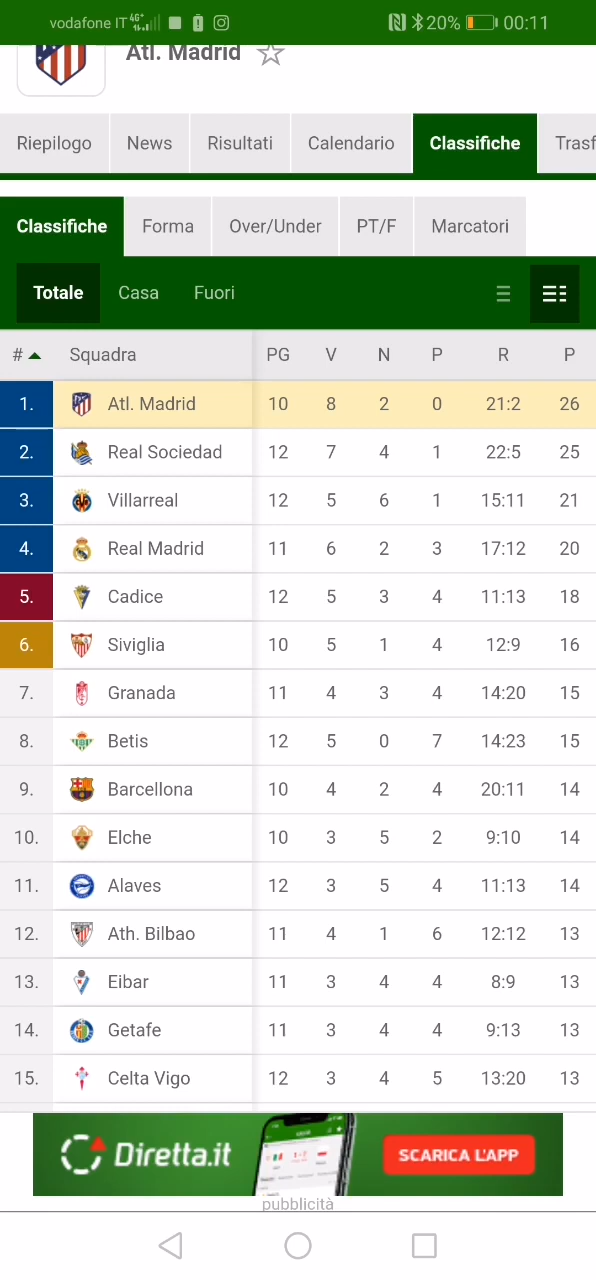 vodafone IT 4G+ 20% 00:11
Atl. Madrid
Riepilogo News Risultati Calendario Classifiche Trasf
Classifiche Forma Over/Under PT/F Marcatori
Totale Casa Fuori
# Squadra PG V N P R P
1. Atl. Madrid 10 8 2 0 21:2 26
2. Real Sociedad 12 7 4 1 22:5 25
3. Villarreal 12 5 6 1 15:11 21
4. Real Madrid 11 6 2 3 17:12 20
5. Cadice 12 5 3 4 11:13 18
6. Siviglia 10 5 1 4 12:9 16
7. Granada 11 4 3 4 14:20 15
8. Betis 12 5 0 7 14:23 15
9. Barcellona 10 4 2 4 20:11 14
10. Elche 10 3 5 2 9:10 14
11. Alaves 12 3 5 4 11:13 14
12. Ath. Bilbao 11 4 1 6 12:12 13
13. Eibar 11 3 4 4 8:9 13
14. Getafe 11 3 4 4 9:13 13
15. Celta Vigo 12 3 4 5 13:20 13
Diretta.it SCARICA L'APP
pubblicità